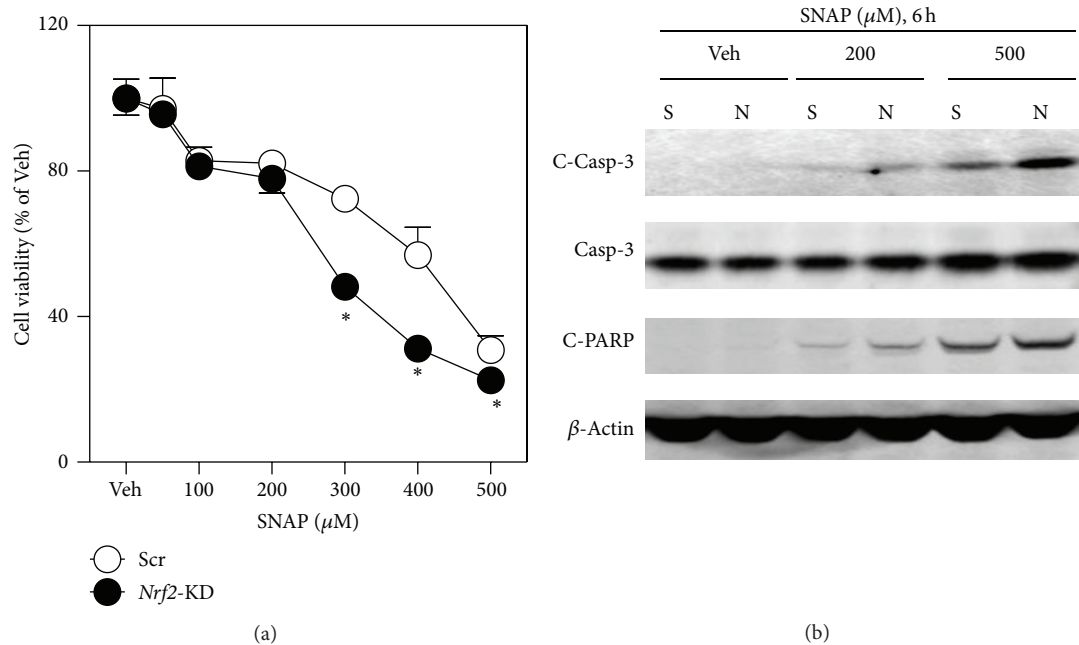 120
80
40
0
Cell viability (% of Veh)
*
*
*
Veh 100 200 300 400 500
SNAP (μM)
Scr
Nrf2-KD
(a)
SNAP (μM), 6 h
Veh 200 500
S N S N S N
C-Casp-3
Casp-3
C-PARP
β-Actin
(b)